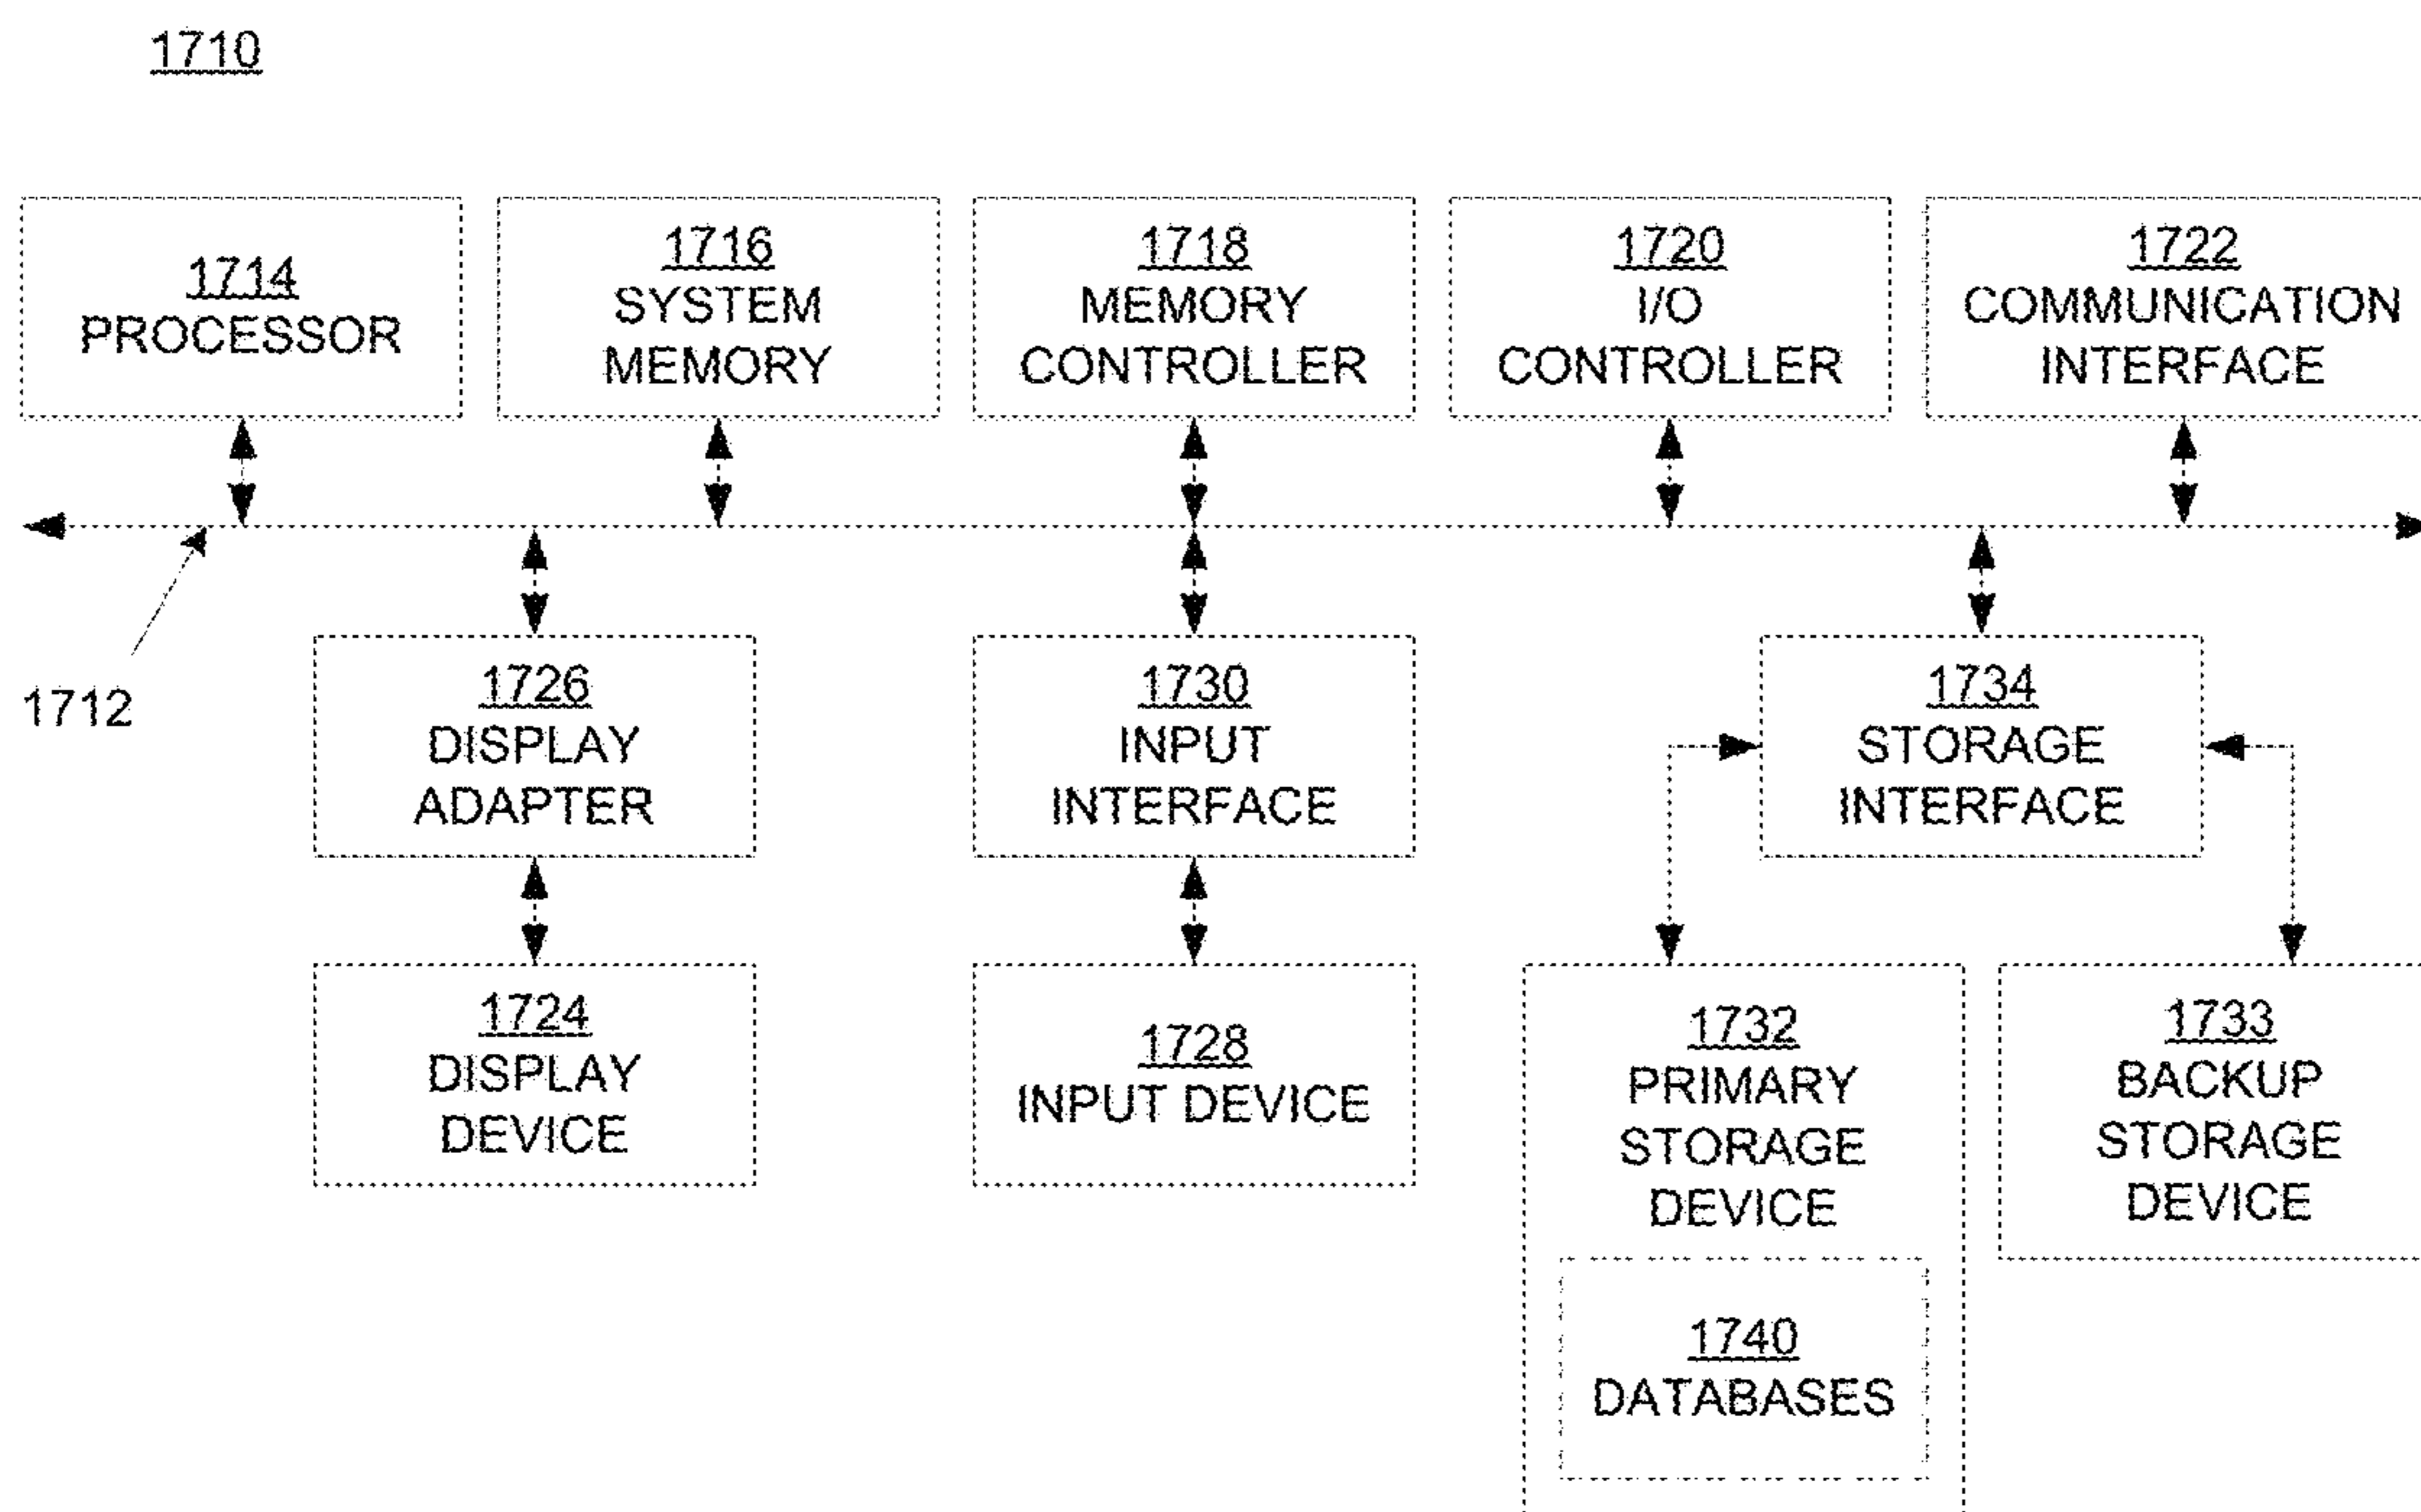 1710
1714
PROCESSOR
1716
SYSTEM
MEMORY
1718
MEMORY
CONTROLLER
1720
I/O
CONTROLLER
1722
COMMUNICATION
INTERFACE
1712
1726
DISPLAY
ADAPTER
1730
INPUT
INTERFACE
1734
STORAGE
INTERFACE
1724
DISPLAY
DEVICE
1728
INPUT DEVICE
1732
PRIMARY
STORAGE
DEVICE
1733
BACKUP
STORAGE
DEVICE
1740
DATABASES